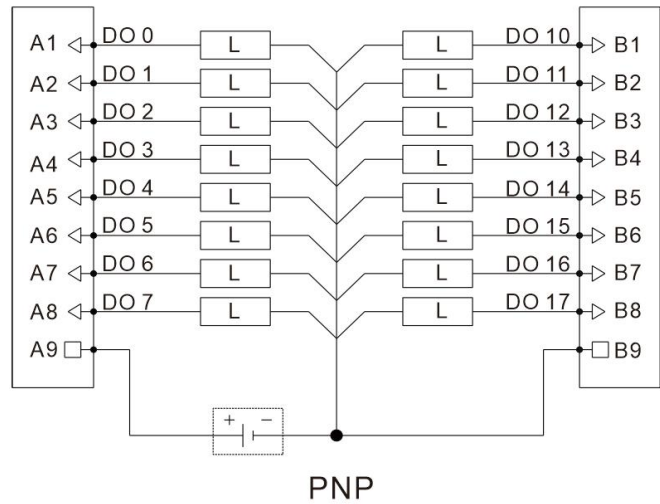 A1 DO 0 L L DO 10 B1
A2 DO 1 L L DO 11 B2
A3 DO 2 L L DO 12 B3
A4 DO 3 L L DO 13 B4
A5 DO 4 L L DO 14 B5
A6 DO 5 L L DO 15 B6
A7 DO 6 L L DO 16 B7
A8 DO 7 L L DO 17 B8
A9 B9
+ −
PNP